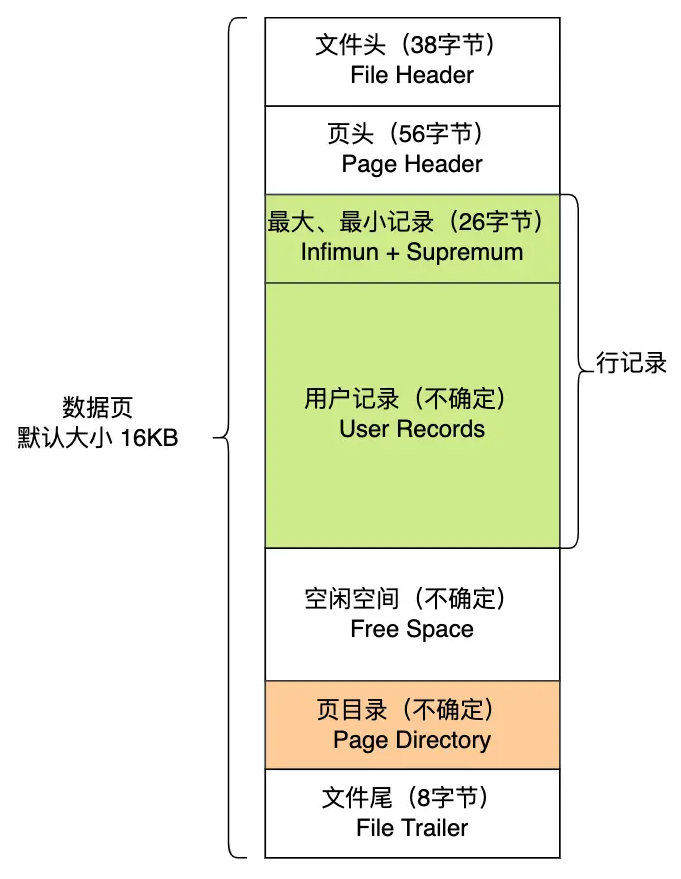 文件头（38字节）
File Header
页头（56字节）
Page Header
最大、最小记录（26字节）
Infimun + Supremum
用户记录（不确定）
User Records
行记录
数据页
默认大小 16KB
空闲空间（不确定）
Free Space
页目录（不确定）
Page Directory
文件尾（8字节）
File Trailer